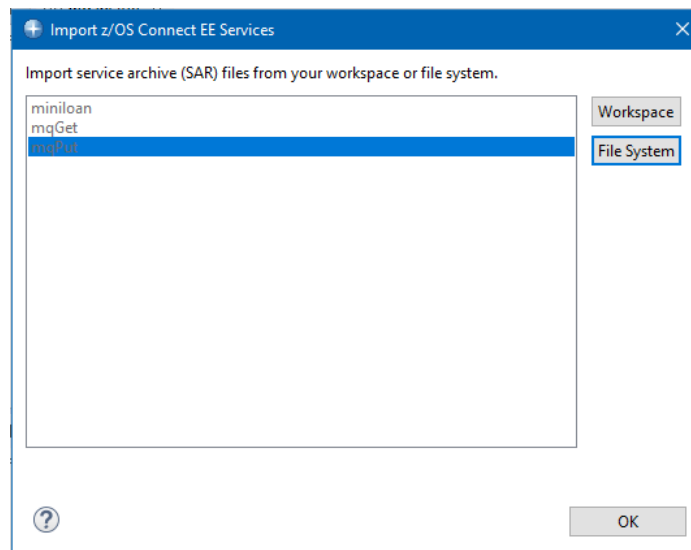 Import z/OS Connect EE Services
Import service archive (SAR) files from your workspace or file system.
miniloan
mqGet
mqPut
Workspace
File System
?
OK